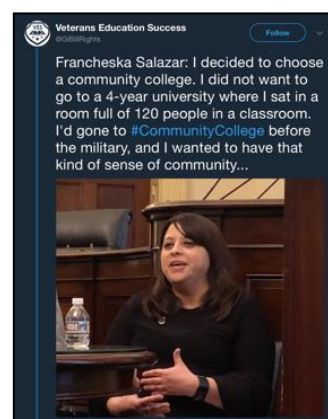 Veterans Education Success
@GIBillRights
Follow
Francheska Salazar: I decided to choose
a community college. I did not want to
go to a 4-year university where I sat in a
room full of 120 people in a classroom.
I'd gone to #CommunityCollege before
the military, and I wanted to have that
kind of sense of community...